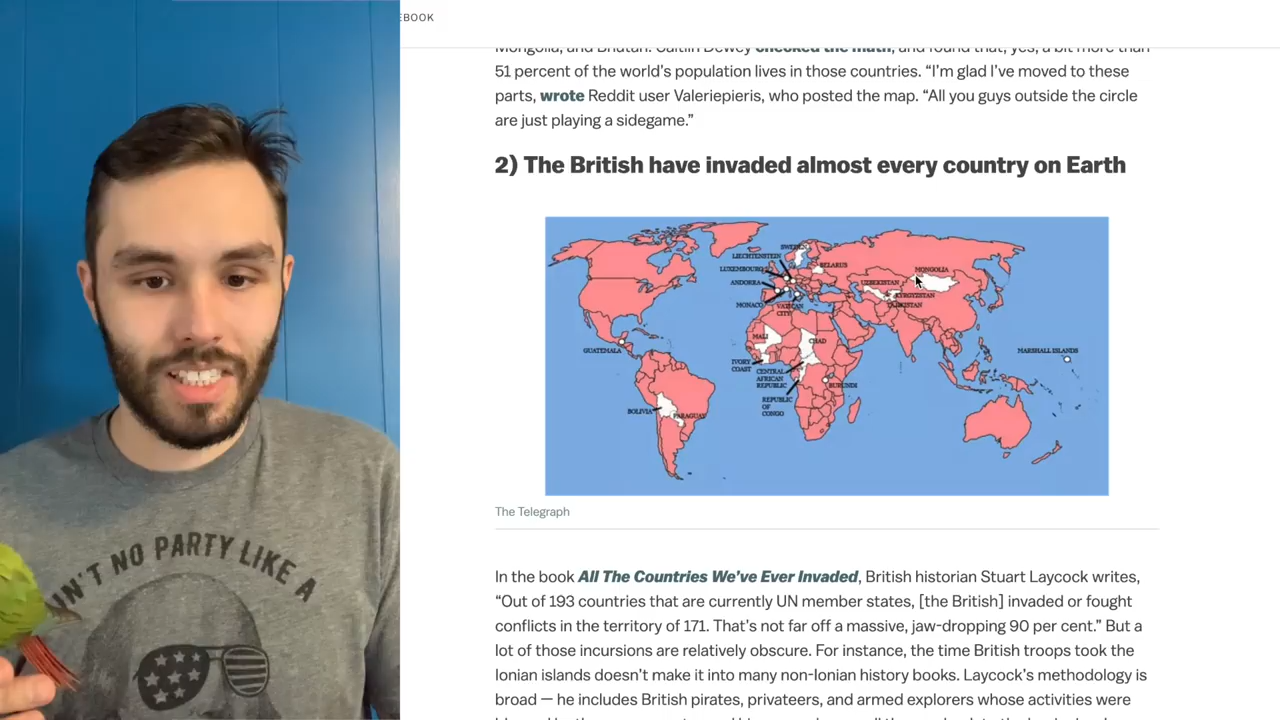 EBOOK
Mongolia, and Bhutan. Caitlin Dewey checked the math, and found that, yes, a bit more than
51 percent of the world's population lives in those countries. “I'm glad I've moved to these
parts, wrote Reddit user Valeriepieris, who posted the map. “All you guys outside the circle
are just playing a sidegame.”
2) The British have invaded almost every country on Earth
SWEDEN
LIECHTENSTEIN
LUXEMBOURG
BELARUS
MONGOLIA
ANDORRA
UZBEKISTAN
KYRGYZSTAN
MONACO
VATICAN
CITY
TAJIKISTAN
MALI
CHAD
GUATEMALA
MARSHALL ISLANDS
IVORY
COAST
CENTRAL
AFRICAN
REPUBLIC
BURUNDI
REPUBLIC
OF
CONGO
BOLIVIA
PARAGUAY
The Telegraph
In the book All The Countries We’ve Ever Invaded, British historian Stuart Laycock writes,
“Out of 193 countries that are currently UN member states, [the British] invaded or fought
conflicts in the territory of 171. That’s not far off a massive, jaw-dropping 90 per cent.” But a
lot of those incursions are relatively obscure. For instance, the time British troops took the
Ionian islands doesn’t make it into many non-Ionian history books. Laycock’s methodology is
broad — he includes British pirates, privateers, and armed explorers whose activities were
N'T NO PARTY LIKE A